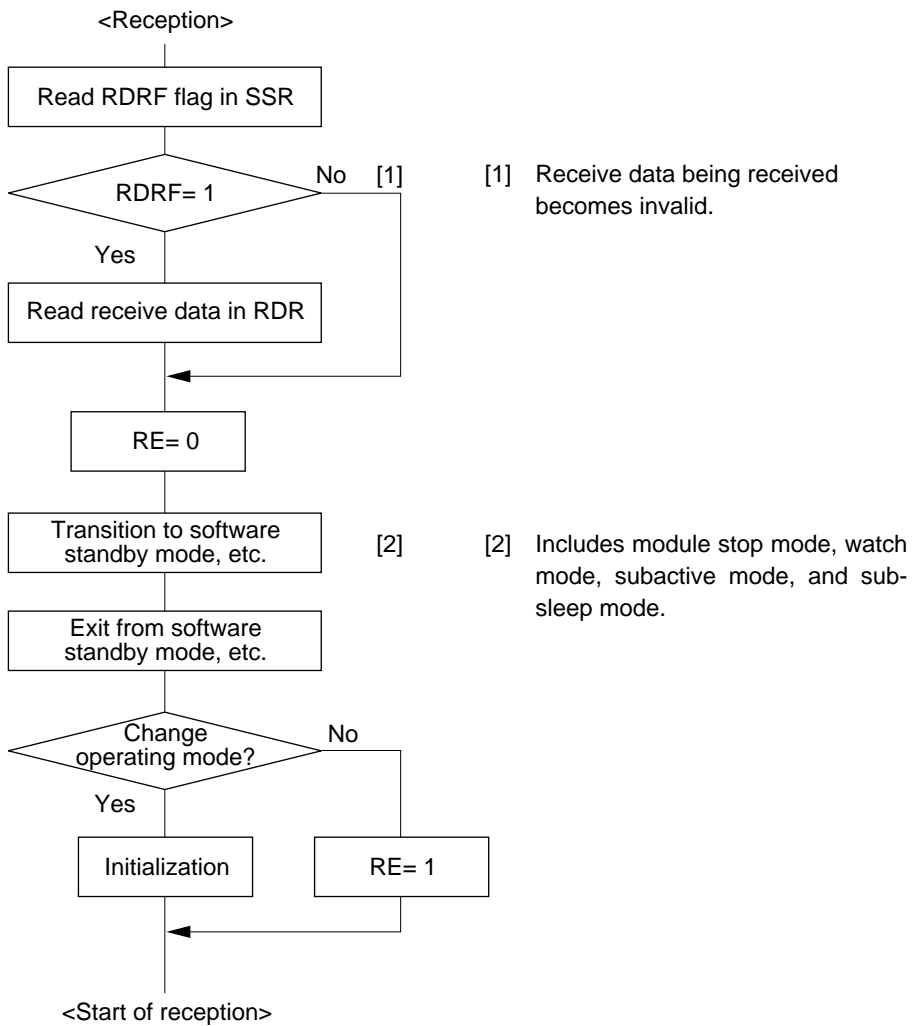 <Reception>
Read RDRF flag in SSR
RDRF= 1
No
[1]
[1] Receive data being received
becomes invalid.
Yes
Read receive data in RDR
RE= 0
Transition to software
standby mode, etc.
[2]
[2] Includes module stop mode, watch
mode, subactive mode, and sub-
sleep mode.
Exit from software
standby mode, etc.
Change
operating mode?
No
Yes
Initialization
RE= 1
<Start of reception>